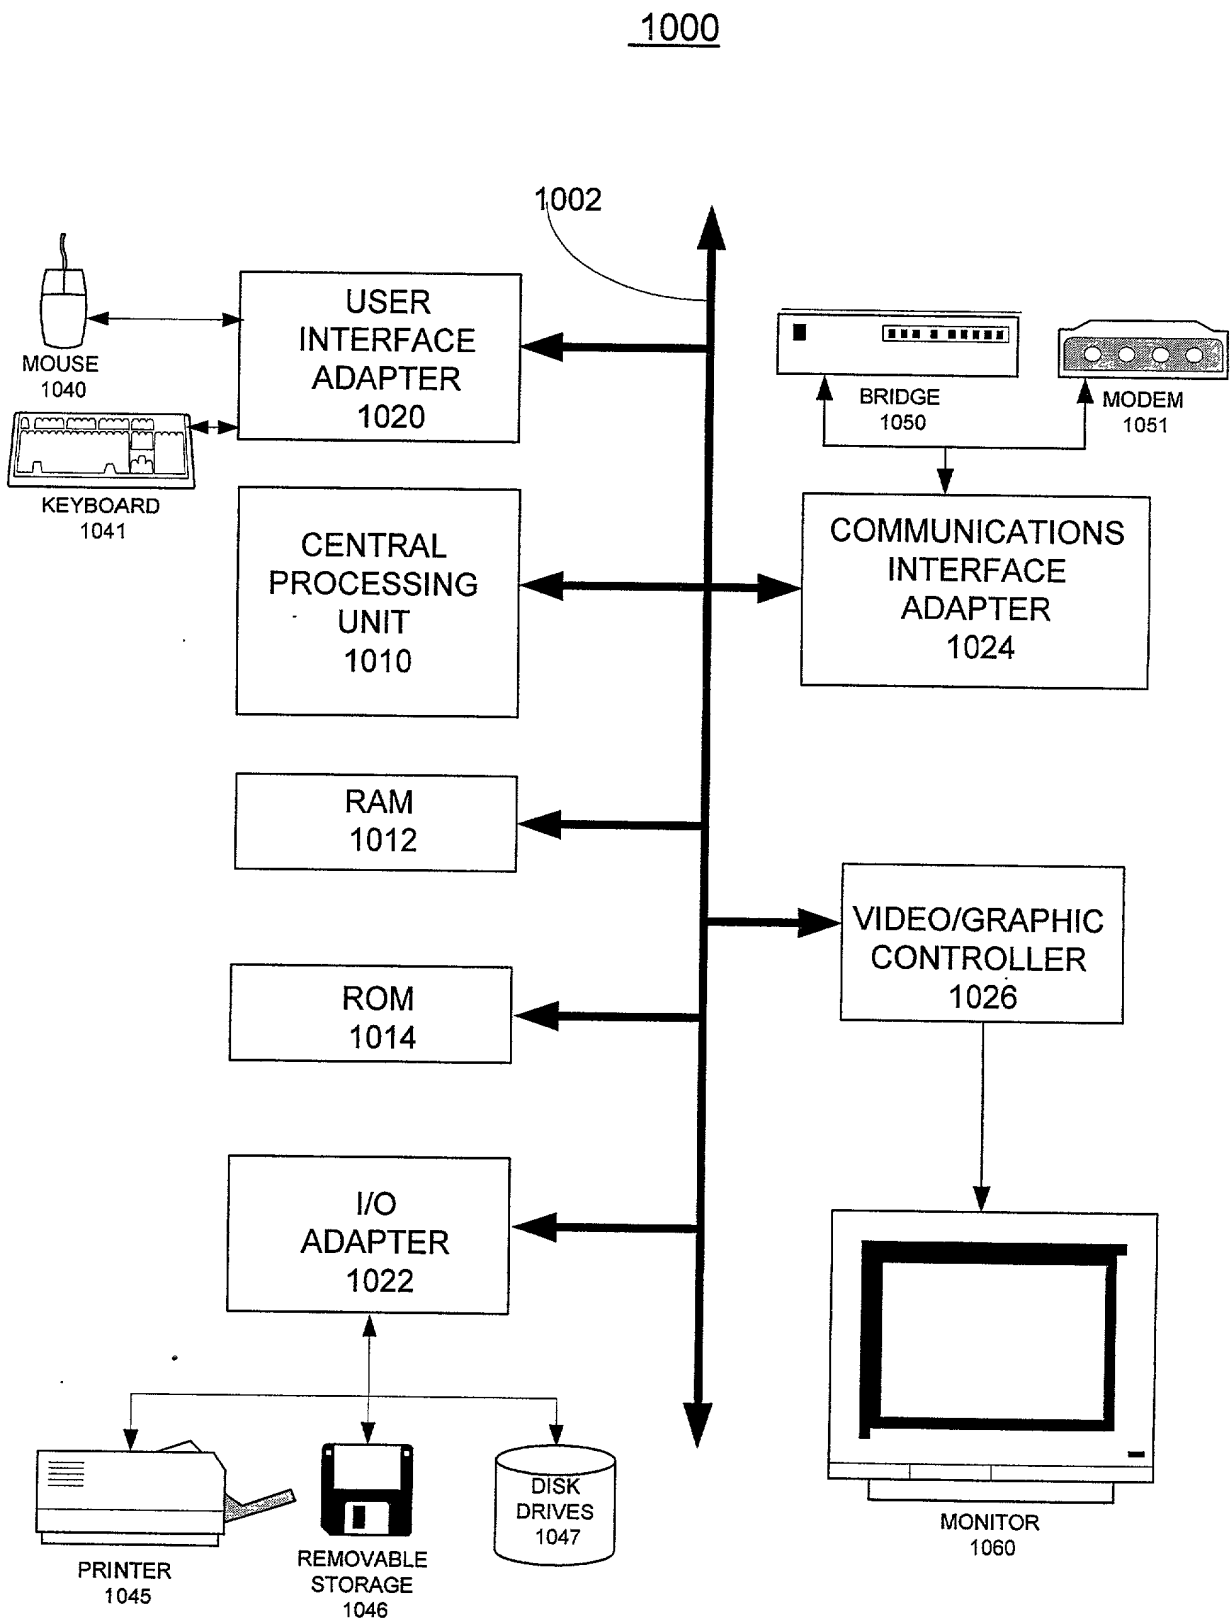 1000
1002
USER
INTERFACE
ADAPTER
1020
MOUSE
1040
KEYBOARD
1041
BRIDGE
1050
MODEM
1051
CENTRAL
PROCESSING
UNIT
1010
COMMUNICATIONS
INTERFACE
ADAPTER
1024
RAM
1012
VIDEO/GRAPHIC
CONTROLLER
1026
ROM
1014
I/O
ADAPTER
1022
PRINTER
1045
REMOVABLE
STORAGE
1046
DISK
DRIVES
1047
MONITOR
1060